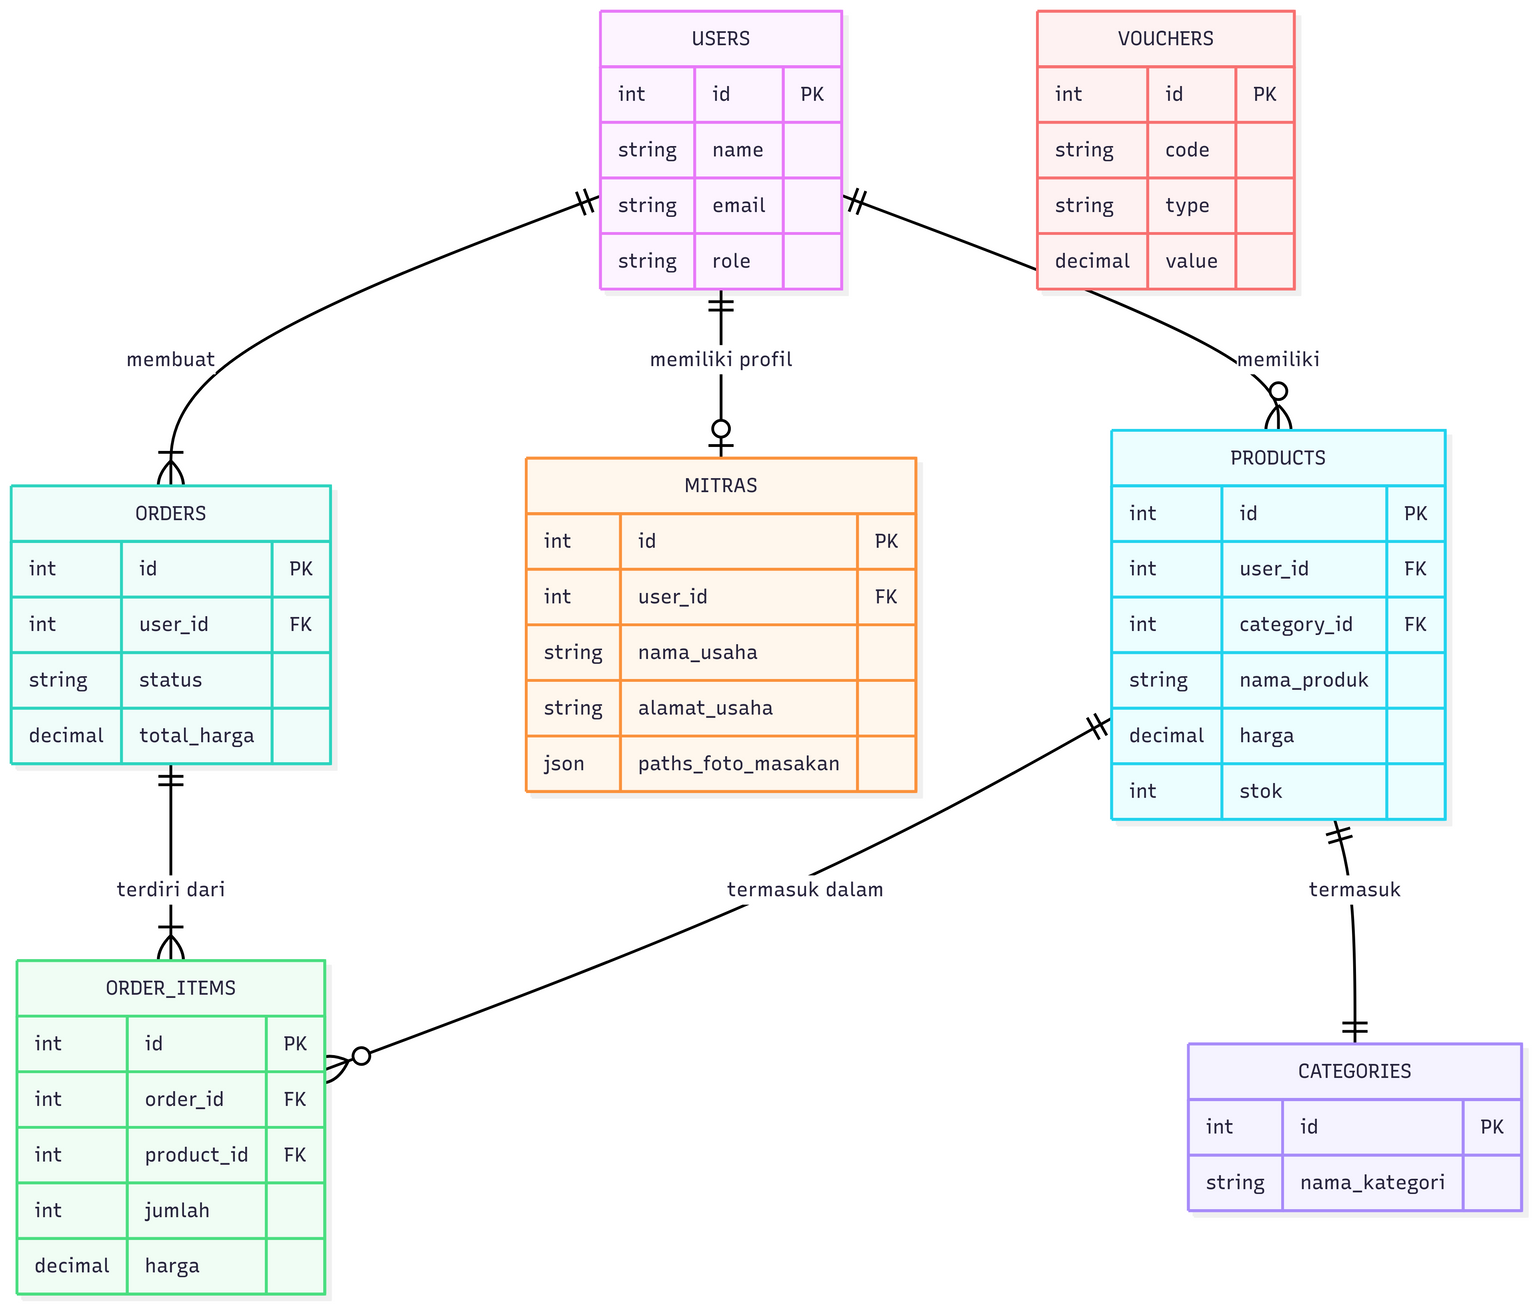 USERS
int id PK
string name
string email
string role
VOUCHERS
int id PK
string code
string type
decimal value
membuat
memiliki profil
memiliki
ORDERS
int id PK
int user_id FK
string status
decimal total_harga
MITRAS
int id PK
int user_id FK
string nama_usaha
string alamat_usaha
json paths_foto_masakan
PRODUCTS
int id PK
int user_id FK
int category_id FK
string nama_produk
decimal harga
int stok
terdiri dari
termasuk dalam
termasuk
ORDER_ITEMS
int id PK
int order_id FK
int product_id FK
int jumlah
decimal harga
CATEGORIES
int id PK
string nama_kategori